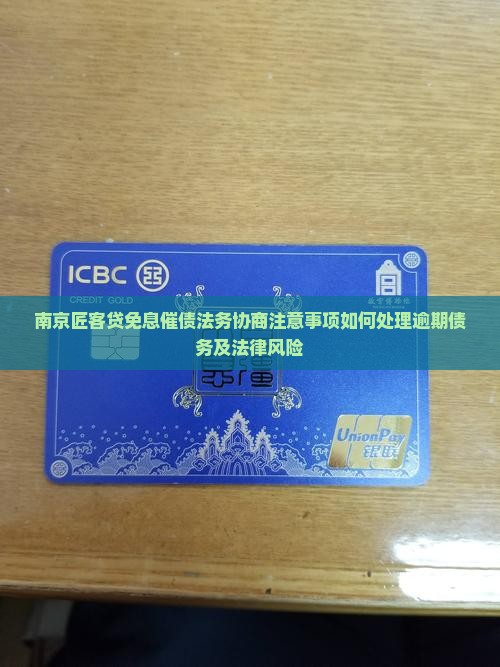 ICBC
CREDIT GOLD
南京匠客贷免息催债法务协商注意事项如何处理逾期债
务及法律风险
UnionPay
银联